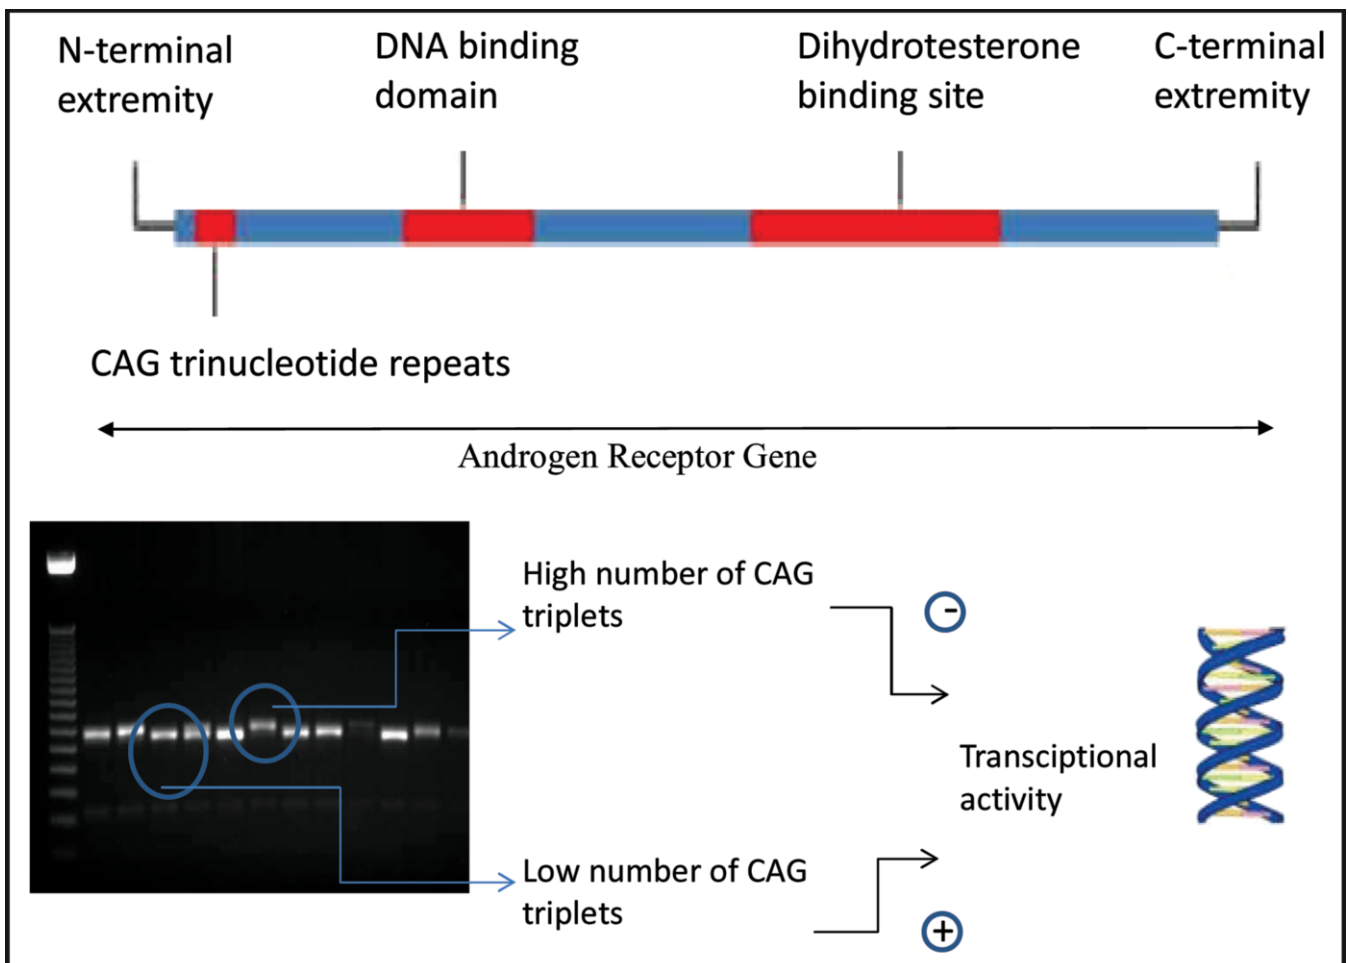 N-terminal
extremity
DNA binding
domain
Dihydrotesterone
binding site
C-terminal
extremity
CAG trinucleotide repeats
Androgen Receptor Gene
High number of CAG
triplets
-
Transciptional
activity
Low number of CAG
triplets
+